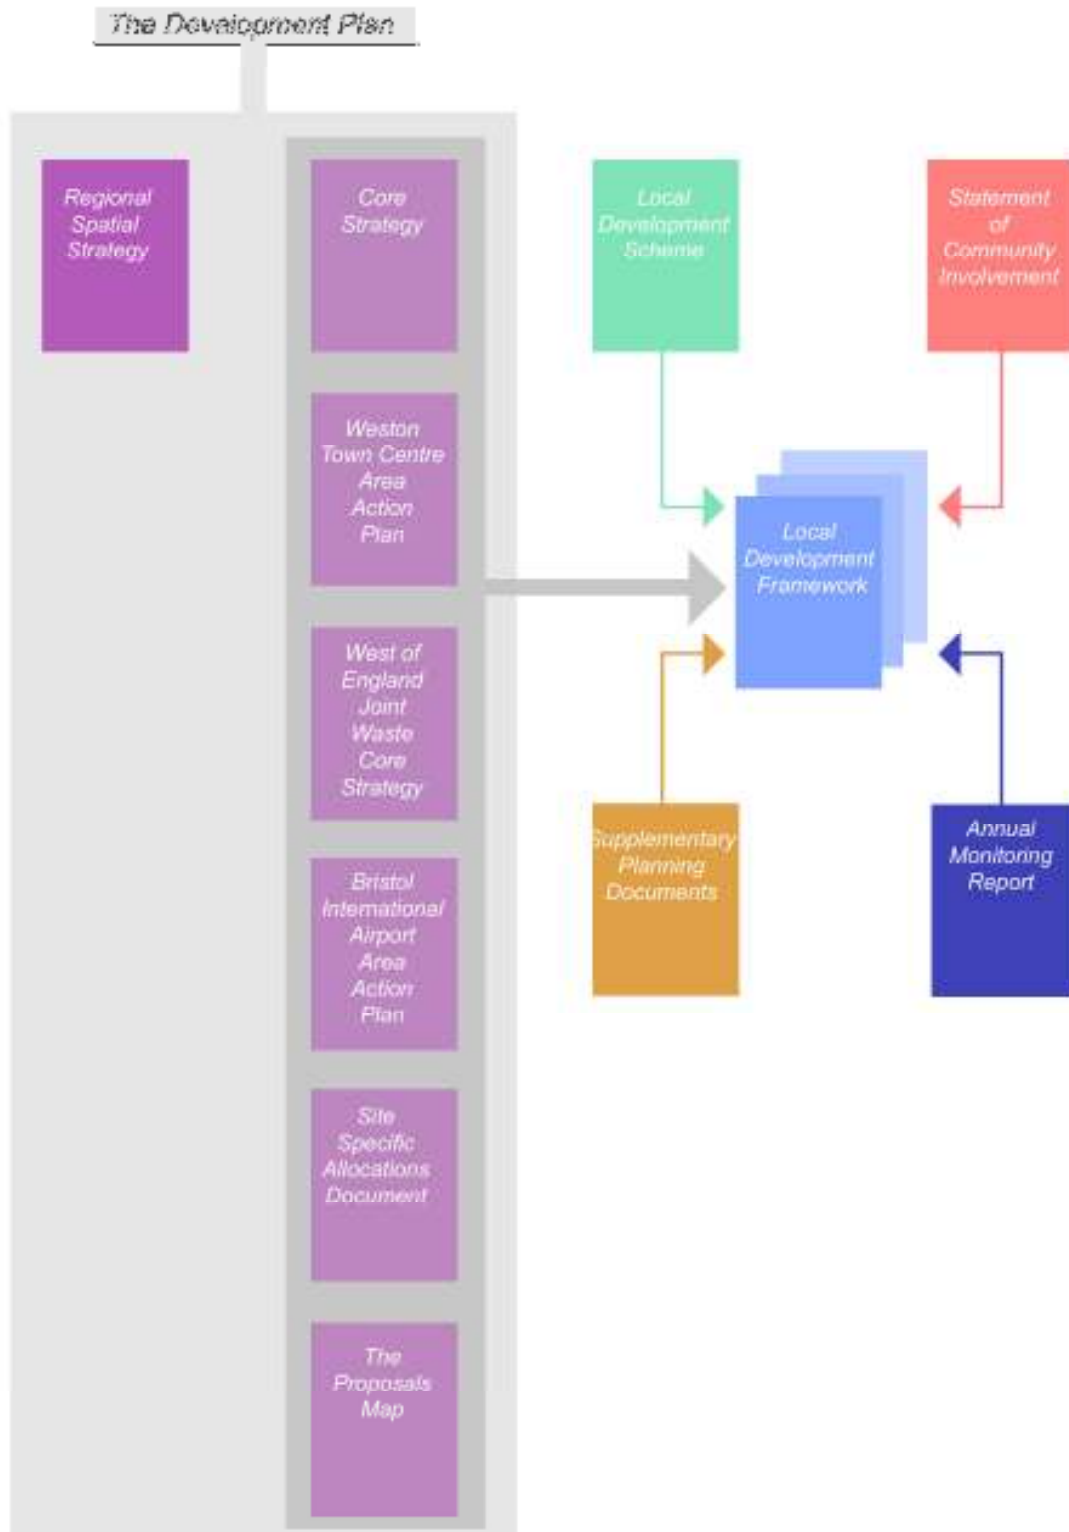 The Development Plan
Regional
Spatial
Strategy
Core
Strategy
Weston
Town Centre
Area
Action
Plan
West of
England
Joint
Waste
Core
Strategy
Bristol
International
Airport
Area
Action
Plan
Site
Specific
Allocations
Document
The
Proposals
Map
Local
Development
Scheme
Statement
of
Community
Involvement
Local
Development
Framework
Supplementary
Planning
Documents
Annual
Monitoring
Report